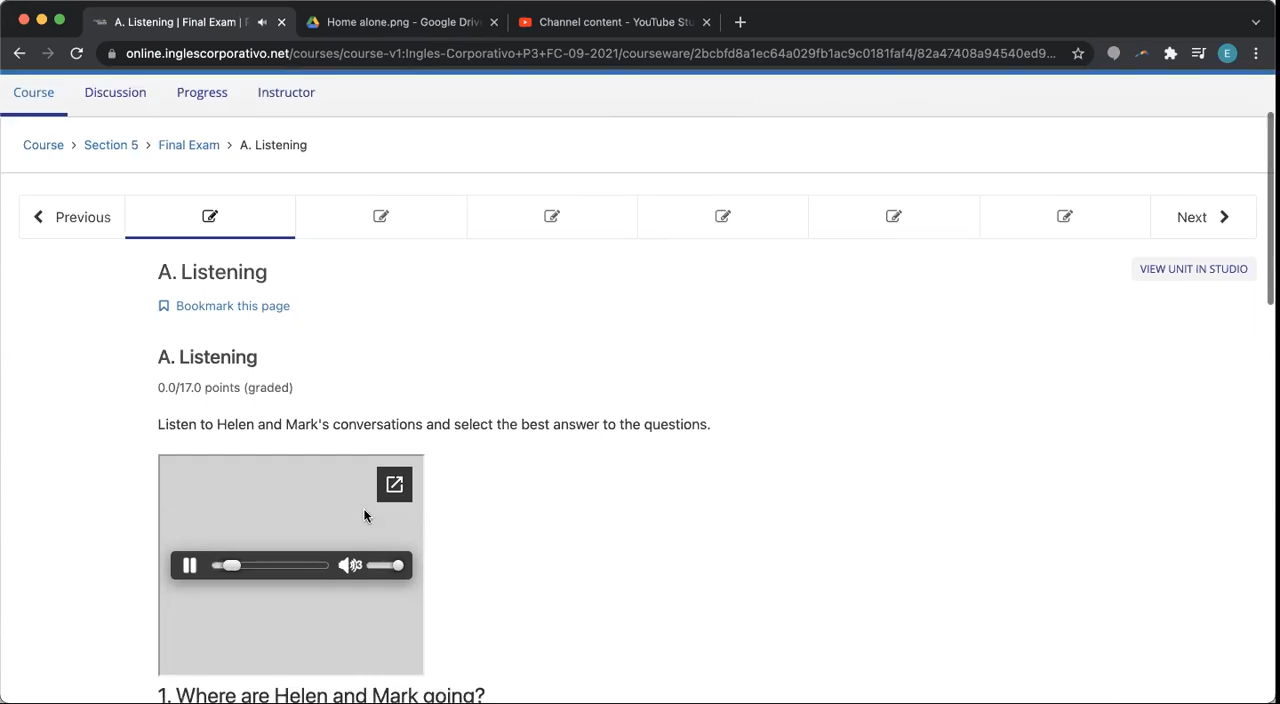 A. Listening | Final Exam | F
Home alone.png - Google Driv
Channel content - YouTube Stu
online.inglescorporativo.net/courses/course-v1:Ingles-Corporativo+P3+FC-09-2021/courseware/2bcbfd8a1ec64a029fb1ac9c0181faf4/82a47408a94540ed9...
E
Course Discussion Progress Instructor
Course > Section 5 > Final Exam > A. Listening
Previous
Next
A. Listening
VIEW UNIT IN STUDIO
Bookmark this page
A. Listening
0.0/17.0 points (graded)
Listen to Helen and Mark's conversations and select the best answer to the questions.
1. Where are Helen and Mark going?